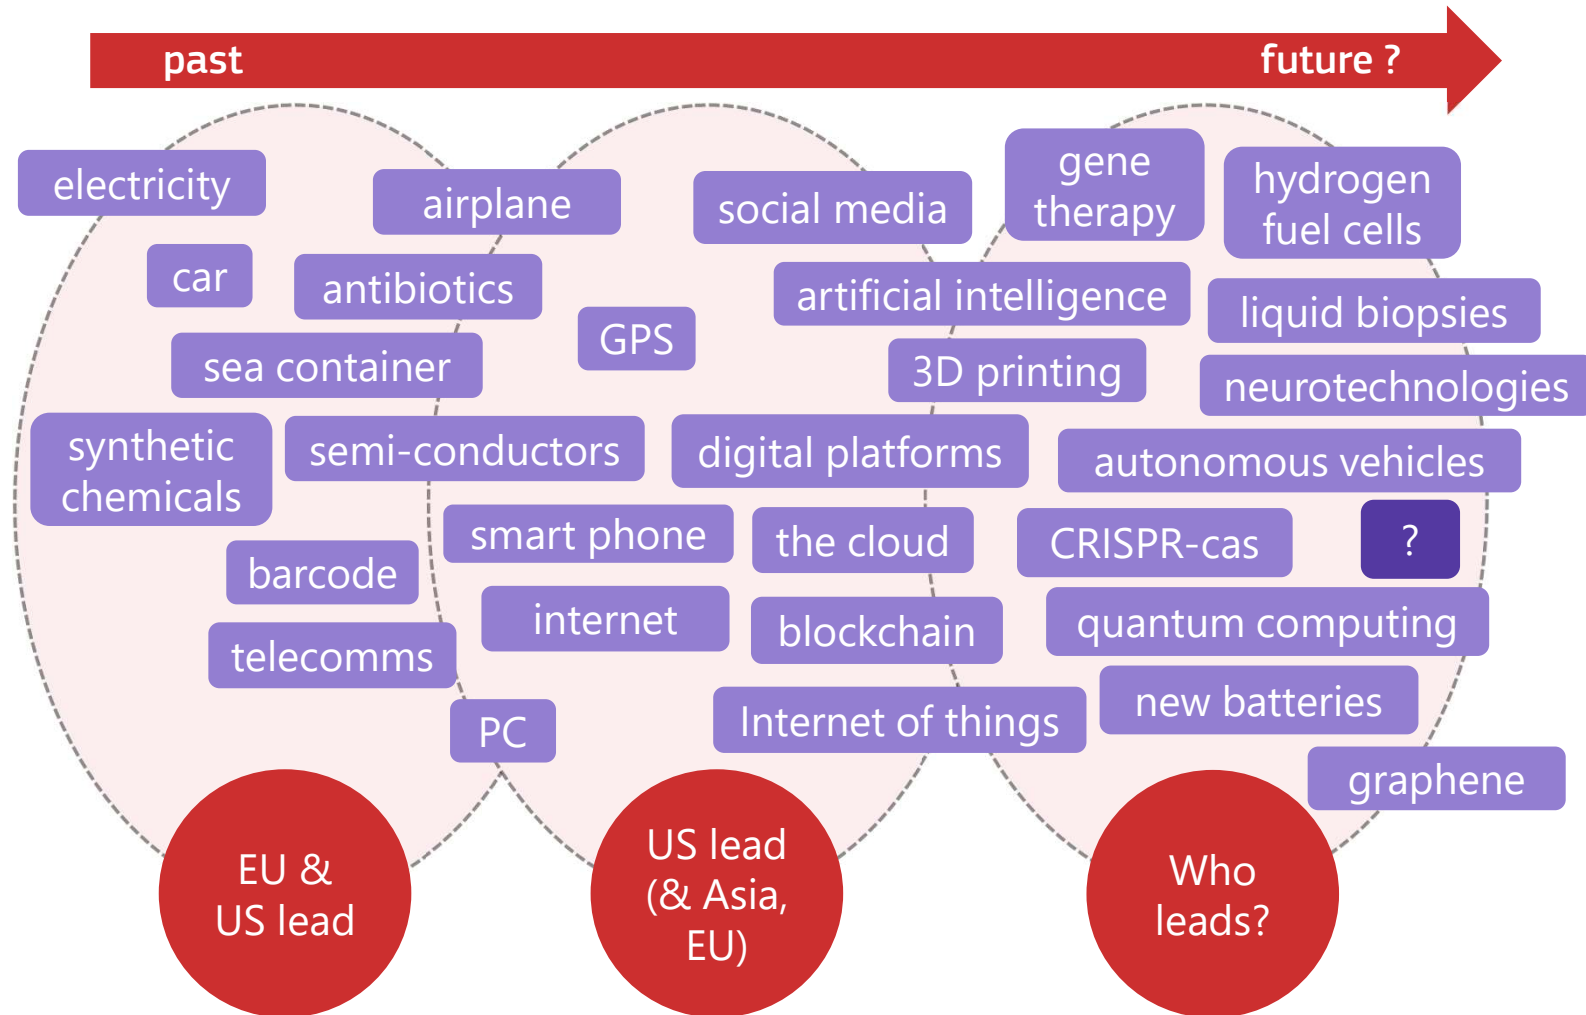 past
future ?
electricity
airplane
social media
gene
therapy
hydrogen
fuel cells
car
antibiotics
GPS
artificial intelligence
liquid biopsies
sea container
3D printing
neurotechnologies
synthetic
chemicals
semi-conductors
digital platforms
autonomous vehicles
barcode
smart phone
the cloud
CRISPR-cas
?
telecomms
internet
blockchain
quantum computing
PC
Internet of things
new batteries
graphene
EU &
US lead
US lead
(& Asia,
EU)
Who
leads?